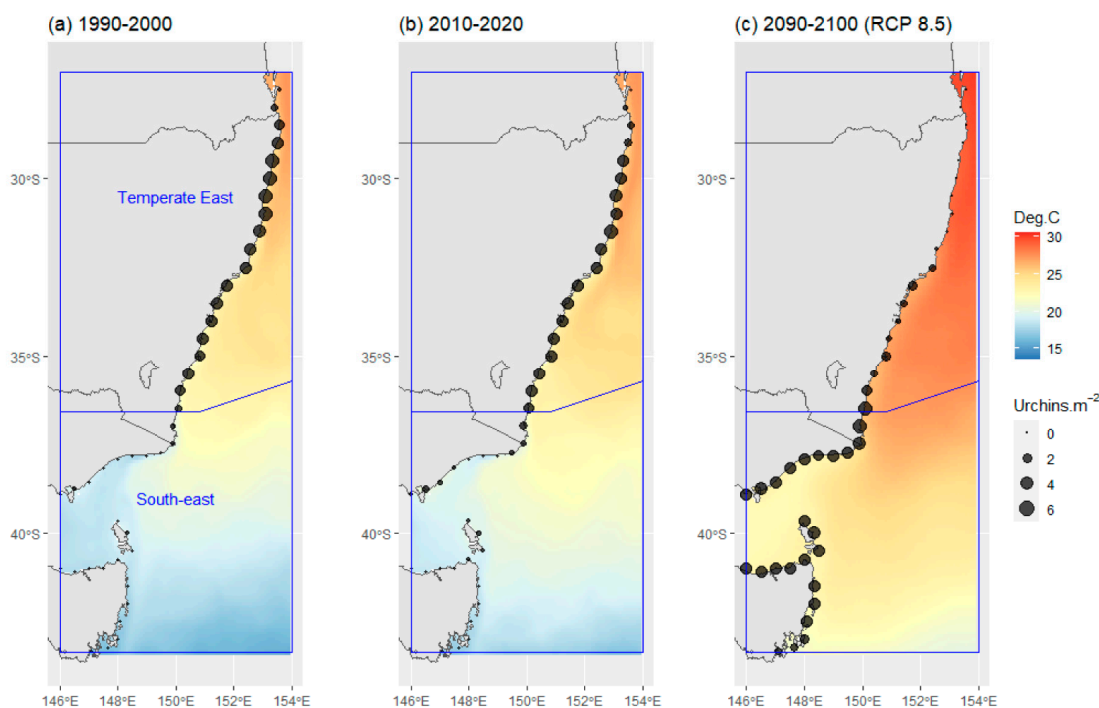 (a) 1990-2000
(b) 2010-2020
(c) 2090-2100 (RCP 8.5)
30°S
35°S
40°S
Temperate East
South-east
30°S
35°S
40°S
30°S
35°S
40°S
146°E 148°E 150°E 152°E 154°E
146°E 148°E 150°E 152°E 154°E
146°E 148°E 150°E 152°E 154°E
Deg.C
30
25
20
15
Urchins.m⁻²
0
2
4
6